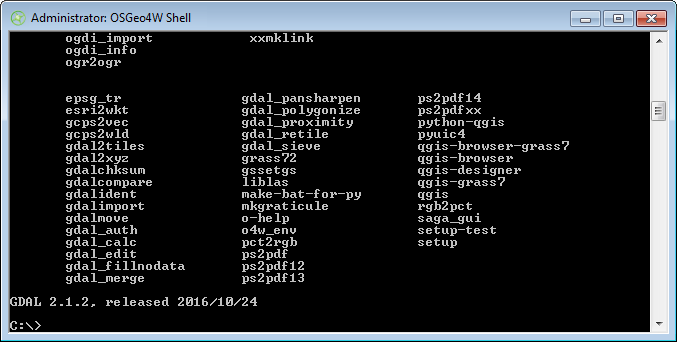 Administrator: OSGeo4W Shell
ogdi_import xxmklink
ogdi_info
ogr2ogr
epsg_tr gdal_pansharpen ps2pdf14
esri2wkt gdal_polygonize ps2pdfxx
gcps2vec gdal_proximity python-qgis
gcps2wld gdal_retile pyuic4
gdal2tiles gdal_sieve qgis-browser-grass7
gdal2xyz grass72 qgis-browser
gdalchksum gssetgs qgis-designer
gdalcompare liblas qgis-grass7
gdalident make-bat-for-py qgis
gdalimport mkgraticule rgb2pct
gdalmove o-help saga_gui
gdal_auth o4w_env setup-test
gdal_calc pct2rgb setup
gdal_edit ps2pdf
gdal_fillnodata ps2pdf12
gdal_merge ps2pdf13
GDAL 2.1.2, released 2016/10/24
C:\>